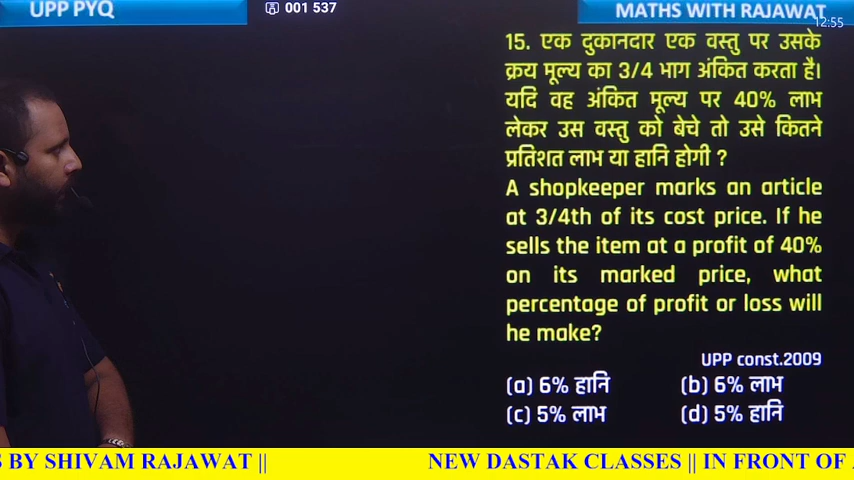 UPP PYQ
001 537
MATHS WITH RAJAWAT
12:55
15. एक दुकानदार एक वस्तु पर उसके
क्रय मूल्य का 3/4 भाग अंकित करता है।
यदि वह अंकित मूल्य पर 40% लाभ
लेकर उस वस्तु को बेचे तो उसे कितने
प्रतिशत लाभ या हानि होगी ?
A shopkeeper marks an article
at 3/4th of its cost price. If he
sells the item at a profit of 40%
on its marked price, what
percentage of profit or loss will
he make?
UPP const.2009
(a) 6% हानि (b) 6% लाभ
(c) 5% लाभ (d) 5% हानि
BY SHIVAM RAJAWAT || NEW DASTAK CLASSES || IN FRONT OF